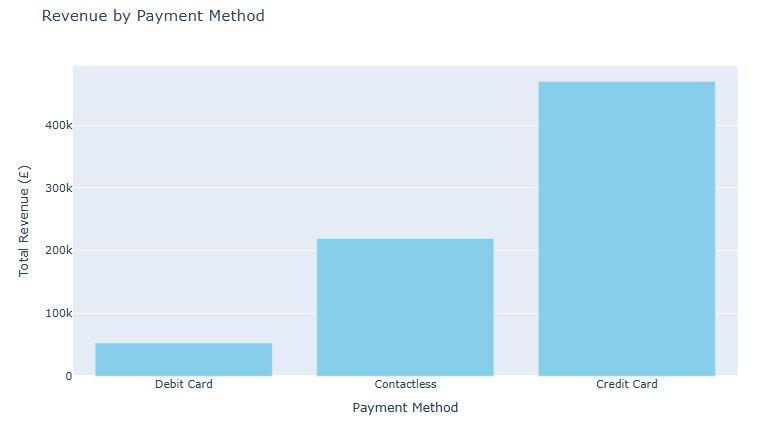 Revenue by Payment Method
Total Revenue (£)
400k
300k
200k
100k
0
Debit Card
Contactless
Credit Card
Payment Method